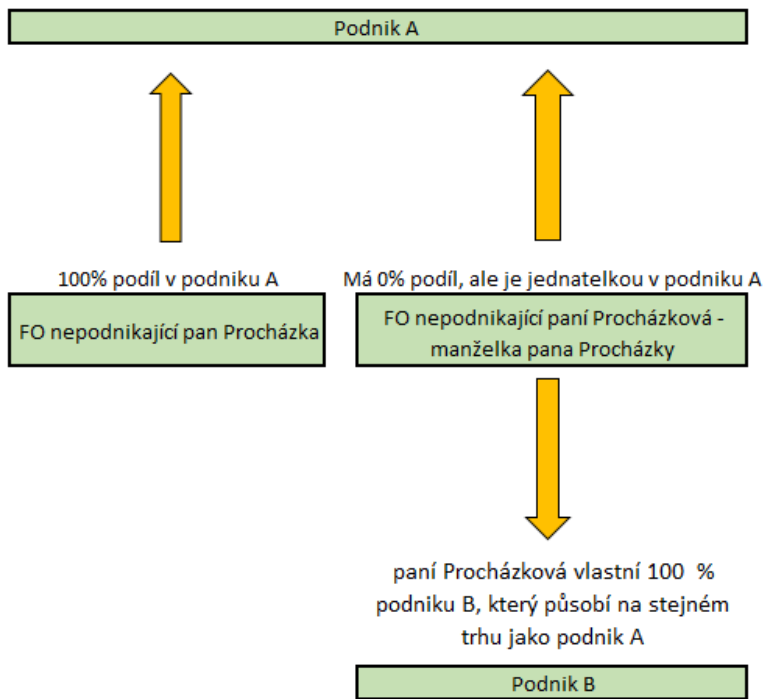 Podnik A
100% podíl v podniku A
Má 0% podíl, ale je jednatelkou v podniku A
FO nepodnikající pan Procházka
FO nepodnikající paní Procházková -
manželka pana Procházky
paní Procházková vlastní 100  %
podniku B, který působí na stejném
trhu jako podnik A
Podnik B